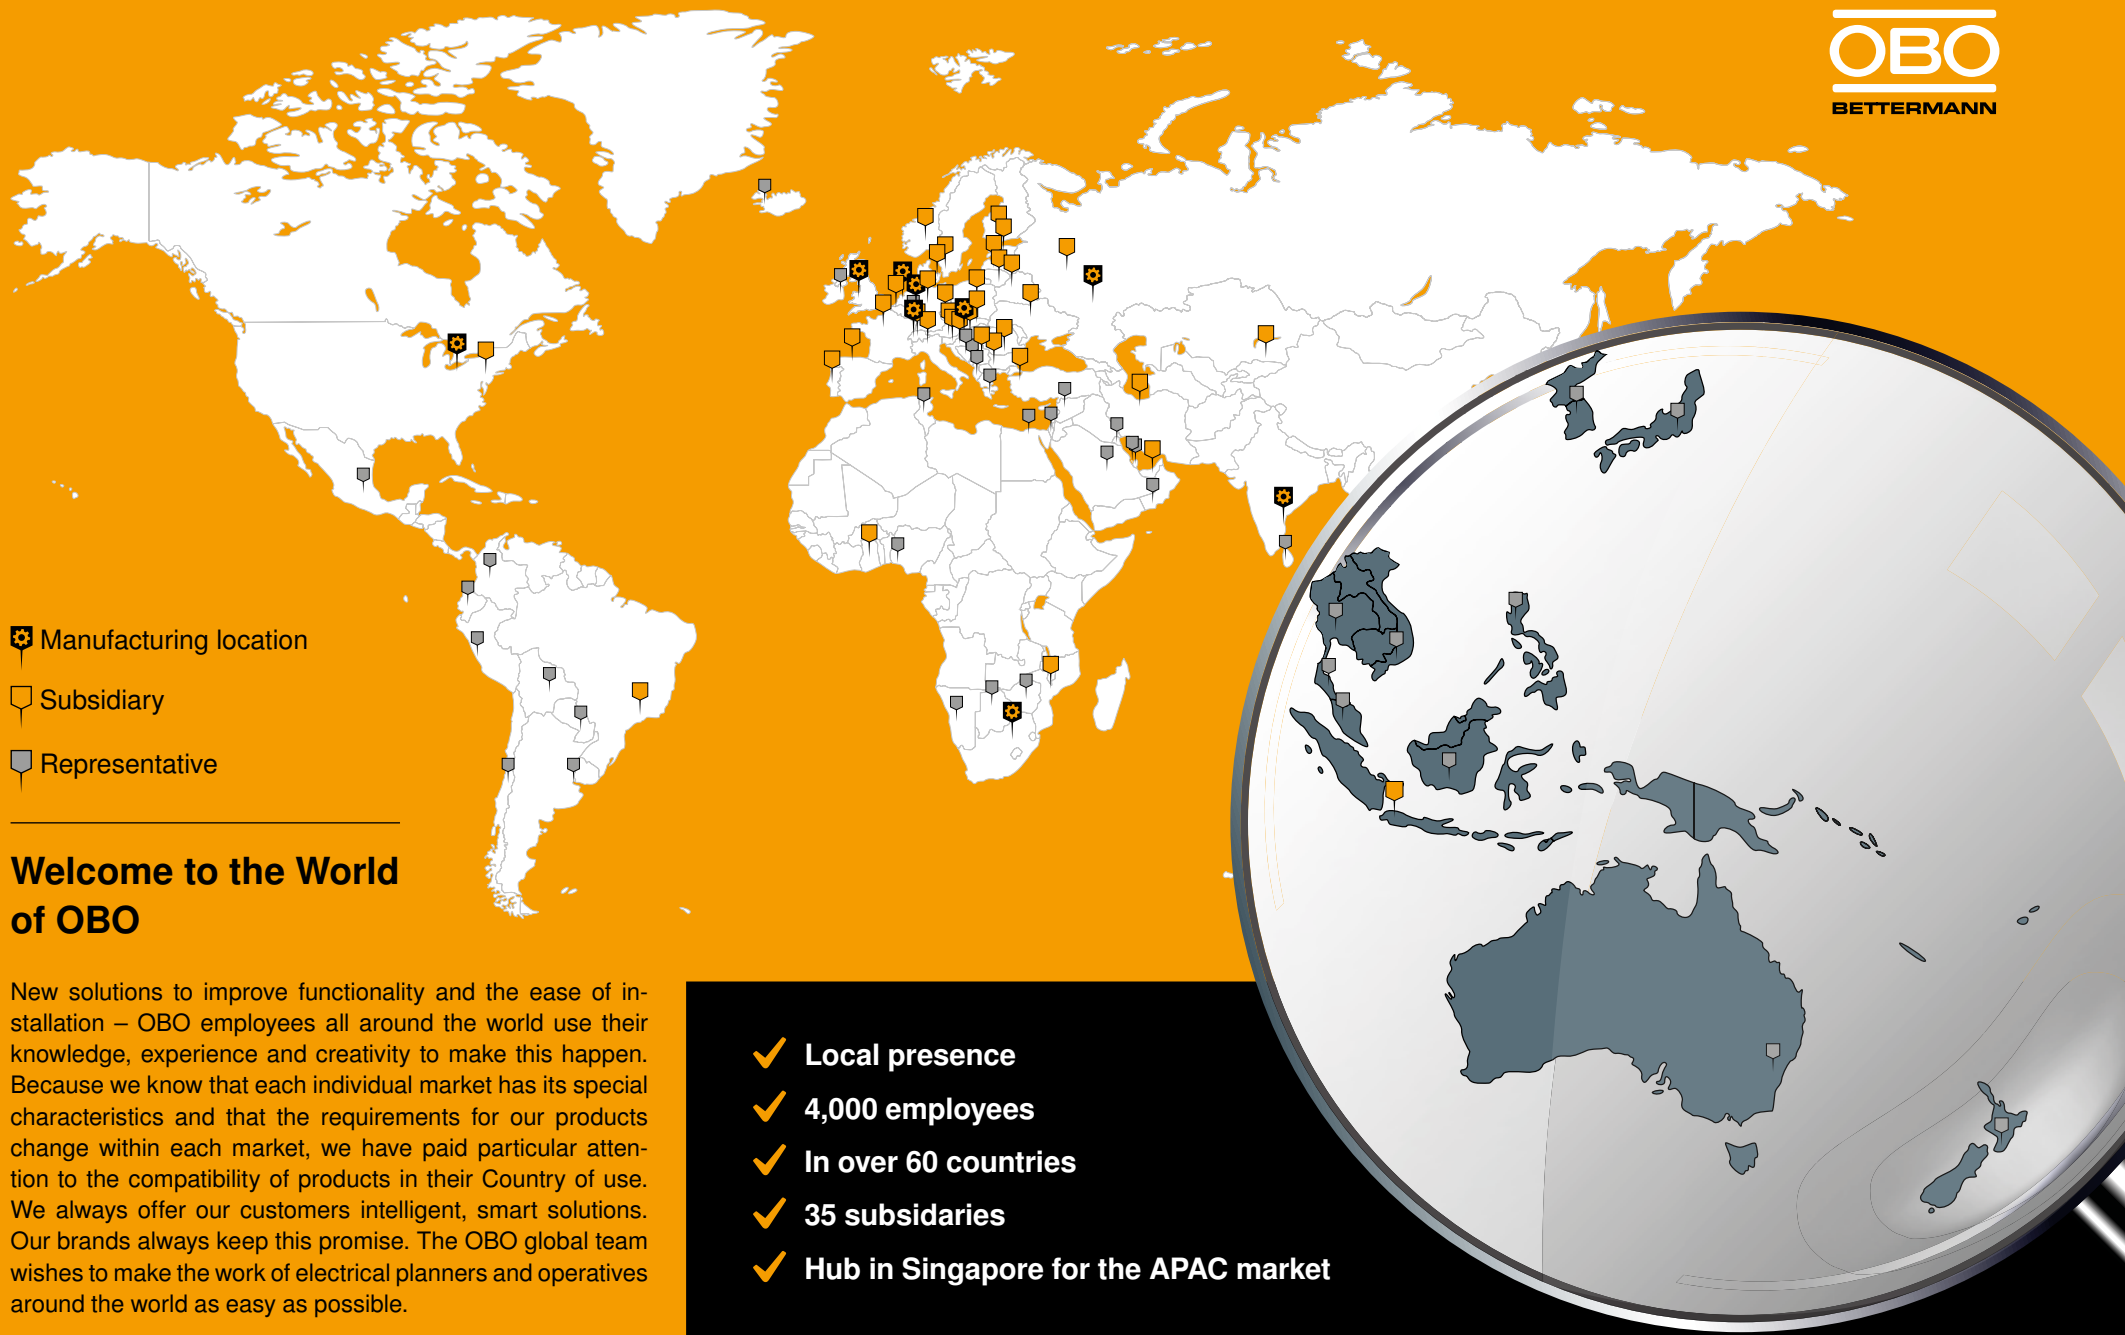 OBO
BETTERMANN
Manufacturing location
Subsidiary
Representative
Welcome to the World
of OBO
New solutions to improve functionality and the ease of in-
stallation – OBO employees all around the world use their
knowledge, experience and creativity to make this happen.
Because we know that each individual market has its special
characteristics and that the requirements for our products
change within each market, we have paid particular atten-
tion to the compatibility of products in their Country of use.
We always offer our customers intelligent, smart solutions.
Our brands always keep this promise. The OBO global team
wishes to make the work of electrical planners and operatives
around the world as easy as possible.
Local presence
4,000 employees
In over 60 countries
35 subsidaries
Hub in Singapore for the APAC market